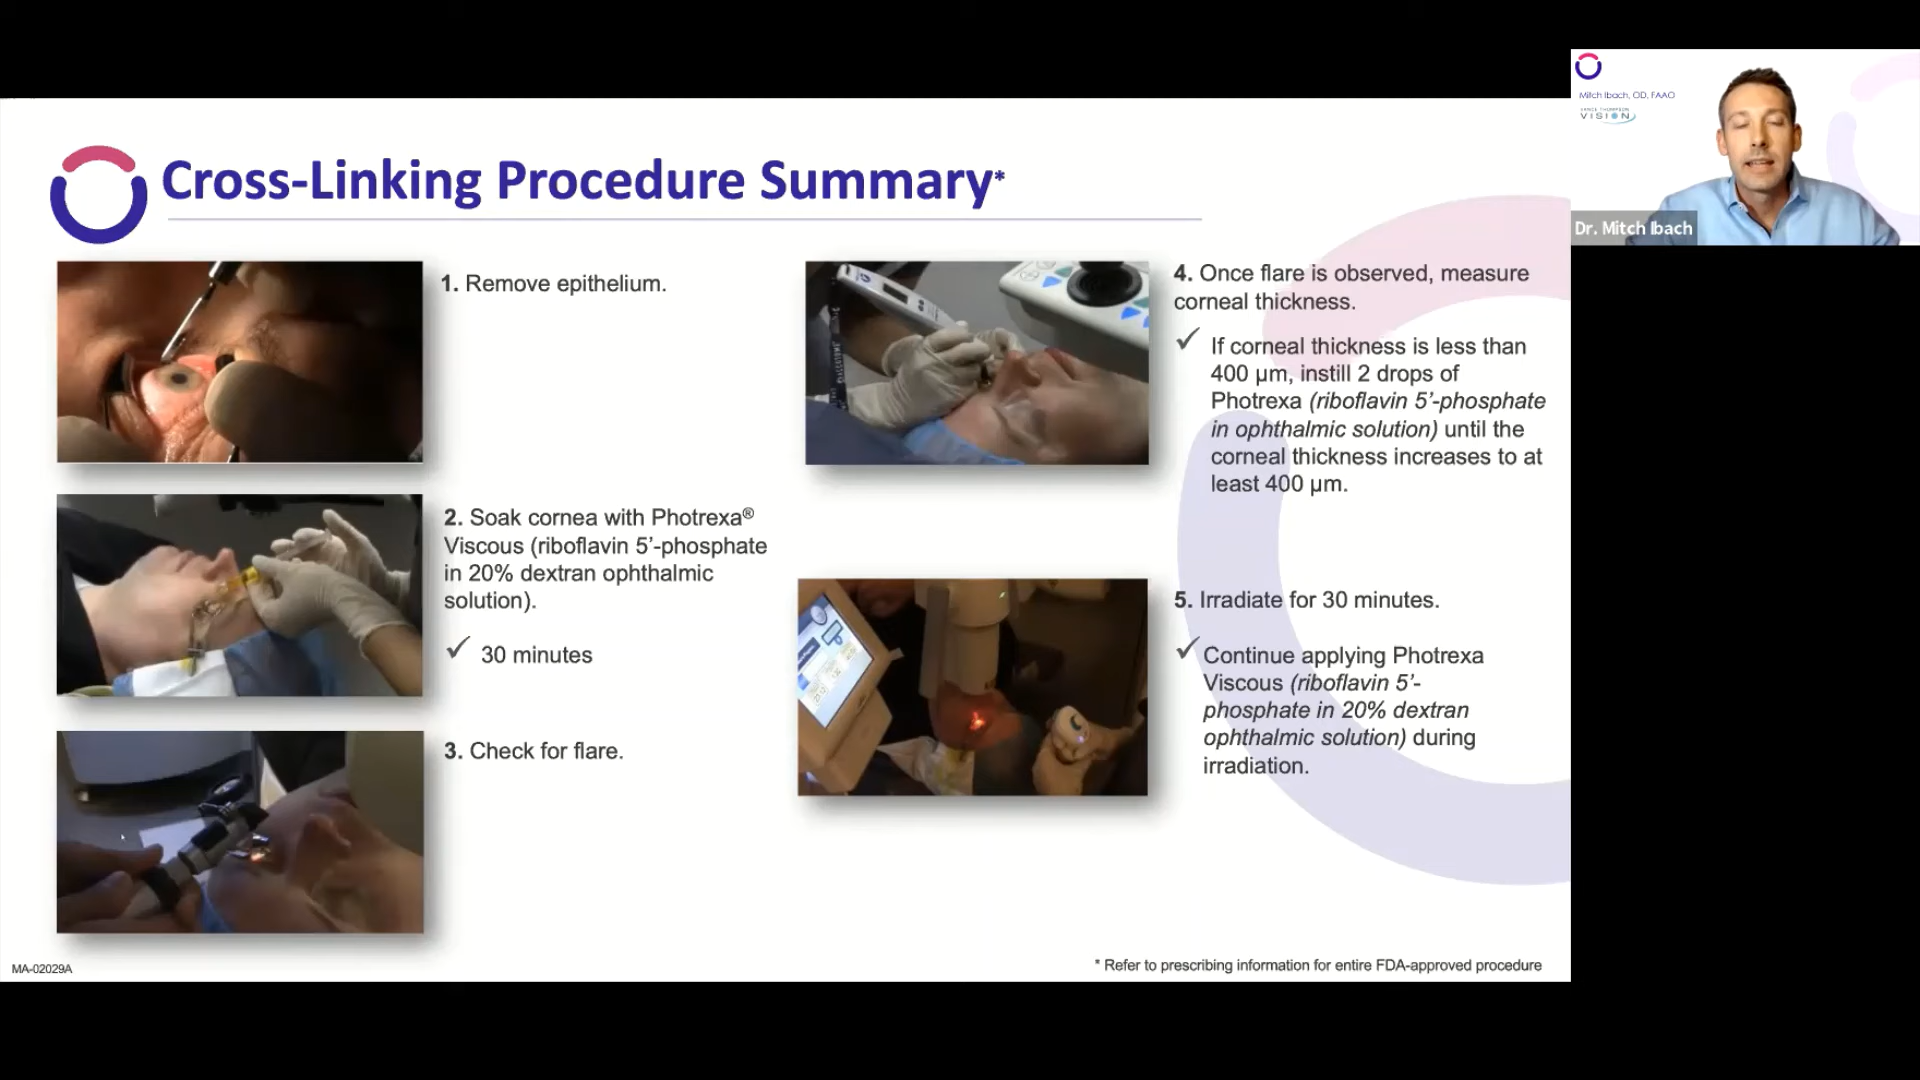 Cross-Linking Procedure Summary*
1. Remove epithelium.
2. Soak cornea with Photrexa®
Viscous (riboflavin 5’-phosphate
in 20% dextran ophthalmic
solution).
✓ 30 minutes
3. Check for flare.
4. Once flare is observed, measure
corneal thickness.
✓ If corneal thickness is less than
400 µm, instill 2 drops of
Photrexa (riboflavin 5’-phosphate
in ophthalmic solution) until the
corneal thickness increases to at
least 400 µm.
5. Irradiate for 30 minutes.
✓ Continue applying Photrexa
Viscous (riboflavin 5’-
phosphate in 20% dextran
ophthalmic solution) during
irradiation.
MA-02029A
* Refer to prescribing information for entire FDA-approved procedure
Mitch Ibach, OD, FAAO
VANCE THOMPSON
VISION
Dr. Mitch Ibach